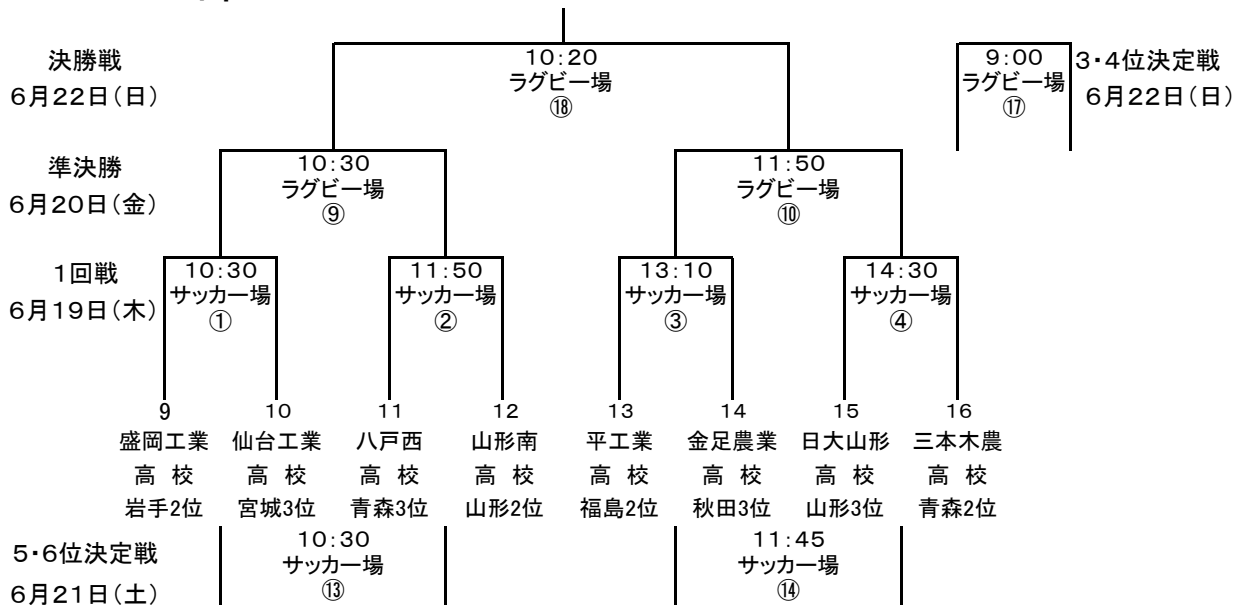 決勝戦
6月22日(日)
10:20
ラグビー場
⑱
9:00
ラグビー場
⑰
3・4位決定戦
6月22日(日)
準決勝
6月20日(金)
10:30
ラグビー場
⑨
11:50
ラグビー場
⑩
1回戦
6月19日(木)
10:30
サッカー場
①
11:50
サッカー場
②
13:10
サッカー場
③
14:30
サッカー場
④
9
盛岡工業
高 校
岩手2位
10
仙台工業
高 校
宮城3位
11
八戸西
高 校
青森3位
12
山形南
高 校
山形2位
13
平工業
高 校
福島2位
14
金足農業
高 校
秋田3位
15
日大山形
高 校
山形3位
16
三本木農
高 校
青森2位
5・6位決定戦
6月21日(土)
10:30
サッカー場
⑬
11:45
サッカー場
⑭